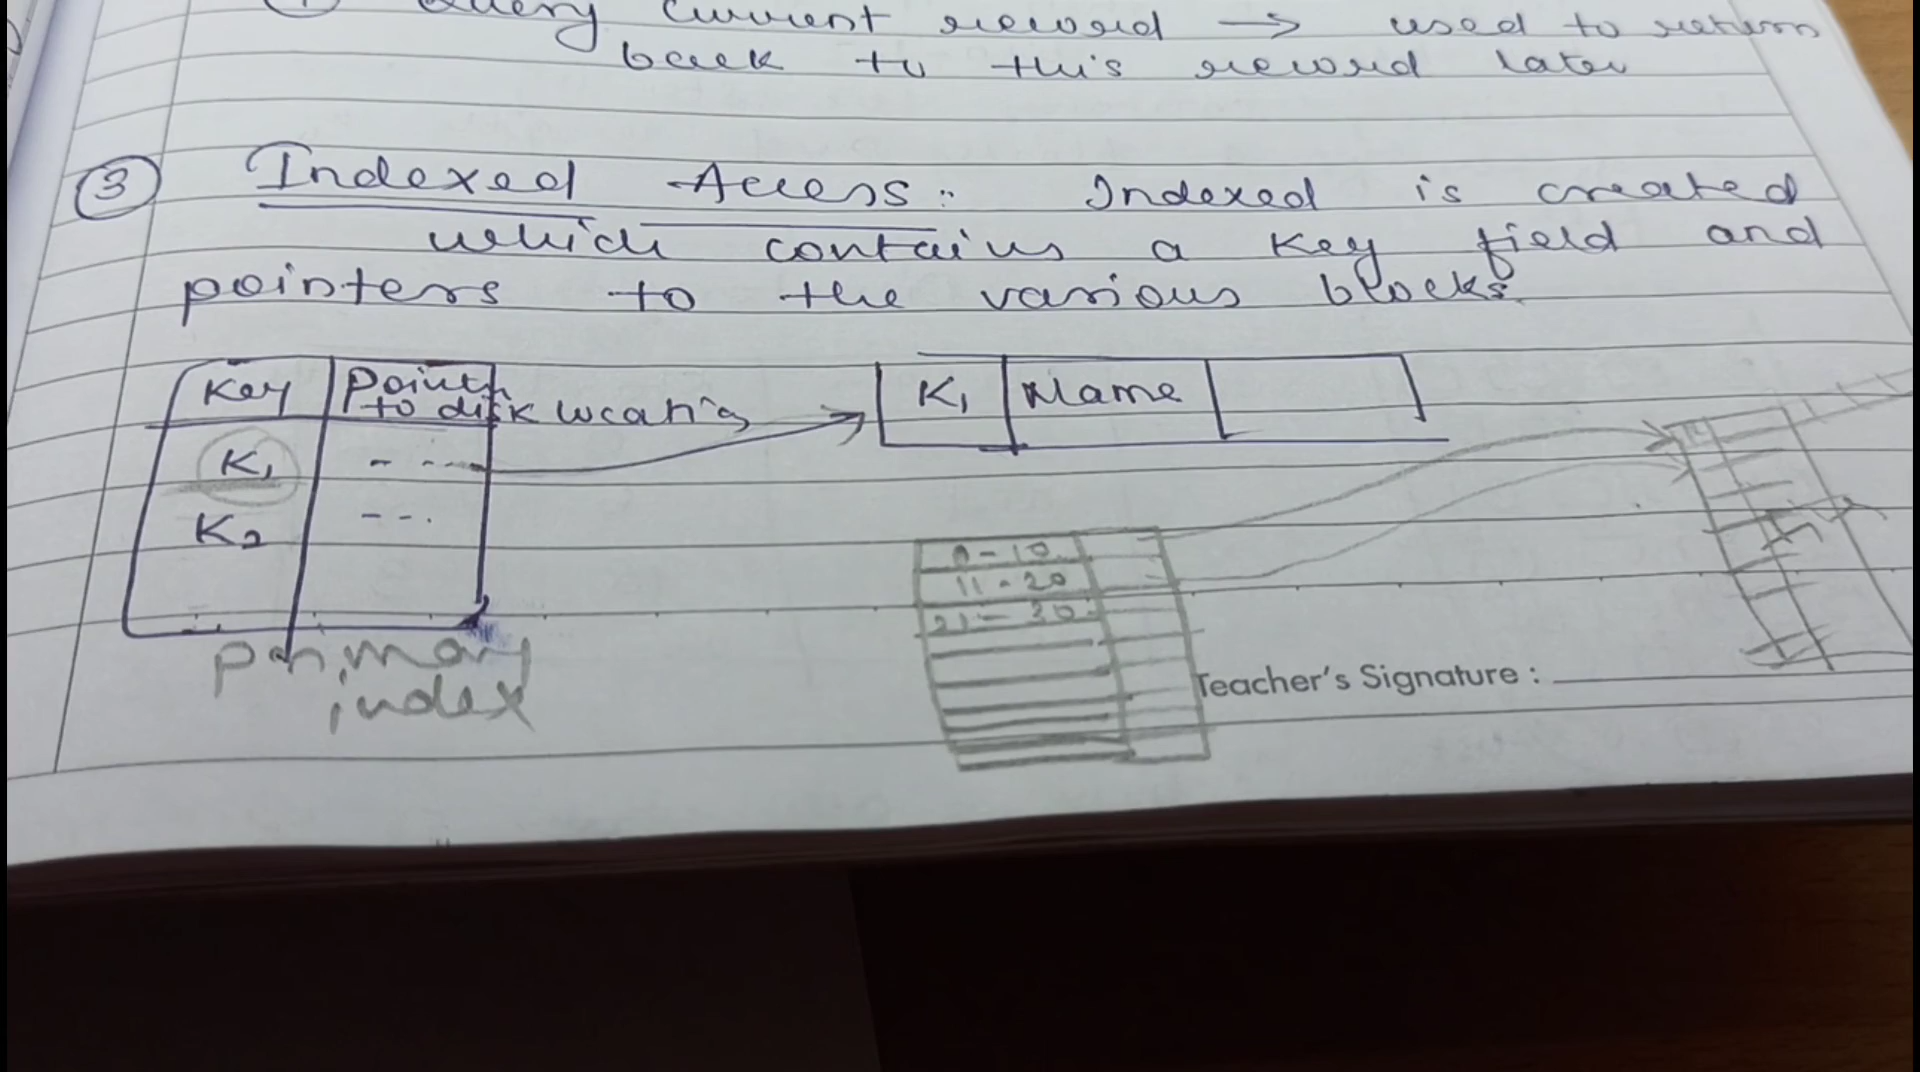 Query current record → used to return
back to this record later
③ Indexed Access: Indexed is created
which contains a key field and
pointers to the various blocks.
Key | Point
to disk locating
K₁ | Name
K₁ - ---
K₂ - - -
0-10
11-20
21-30
Primary
index
Teacher's Signature :